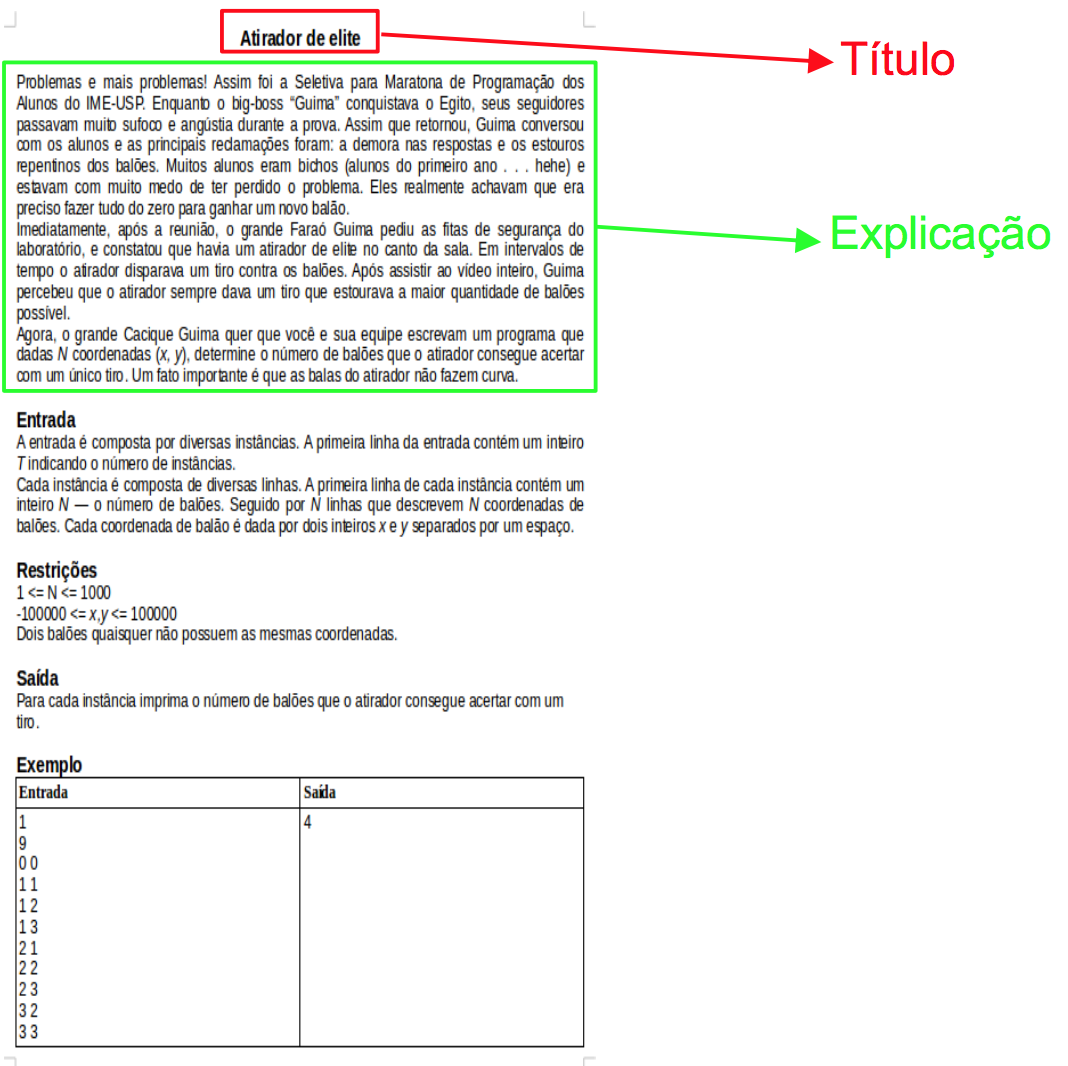 Atirador de elite
Título
Problemas e mais problemas! Assim foi a Seletiva para Maratona de Programação dos
Alunos do IME-USP. Enquanto o big-boss “Guima” conquistava o Egito, seus seguidores
passavam muito sufoco e angústia durante a prova. Assim que retornou, Guima conversou
com os alunos e as principais reclamações foram: a demora nas respostas e os estouros
repentinos dos balões. Muitos alunos eram bichos (alunos do primeiro ano . . . hehe) e
estavam com muito medo de ter perdido o problema. Eles realmente achavam que era
preciso fazer tudo do zero para ganhar um novo balão.
Imediatamente, após a reunião, o grande Faraó Guima pediu as fitas de segurança do
laboratório, e constatou que havia um atirador de elite no canto da sala. Em intervalos de
tempo o atirador disparava um tiro contra os balões. Após assistir ao vídeo inteiro, Guima
percebeu que o atirador sempre dava um tiro que estourava a maior quantidade de balões
possível.
Agora, o grande Cacique Guima quer que você e sua equipe escrevam um programa que
dadas N coordenadas (x, y), determine o número de balões que o atirador consegue acertar
com um único tiro. Um fato importante é que as balas do atirador não fazem curva.
Explicação
Entrada
A entrada é composta por diversas instâncias. A primeira linha da entrada contém um inteiro
T indicando o número de instâncias.
Cada instância é composta de diversas linhas. A primeira linha de cada instância contém um
inteiro N — o número de balões. Seguido por N linhas que descrevem N coordenadas de
balões. Cada coordenada de balão é dada por dois inteiros x e y separados por um espaço.
Restrições
1 <= N <= 1000
-100000 <= x,y <= 100000
Dois balões quaisquer não possuem as mesmas coordenadas.
Saída
Para cada instância imprima o número de balões que o atirador consegue acertar com um
tiro.
Exemplo
Entrada Saída
1 4
9
0 0
1 1
1 2
1 3
2 1
2 2
2 3
3 2
3 3